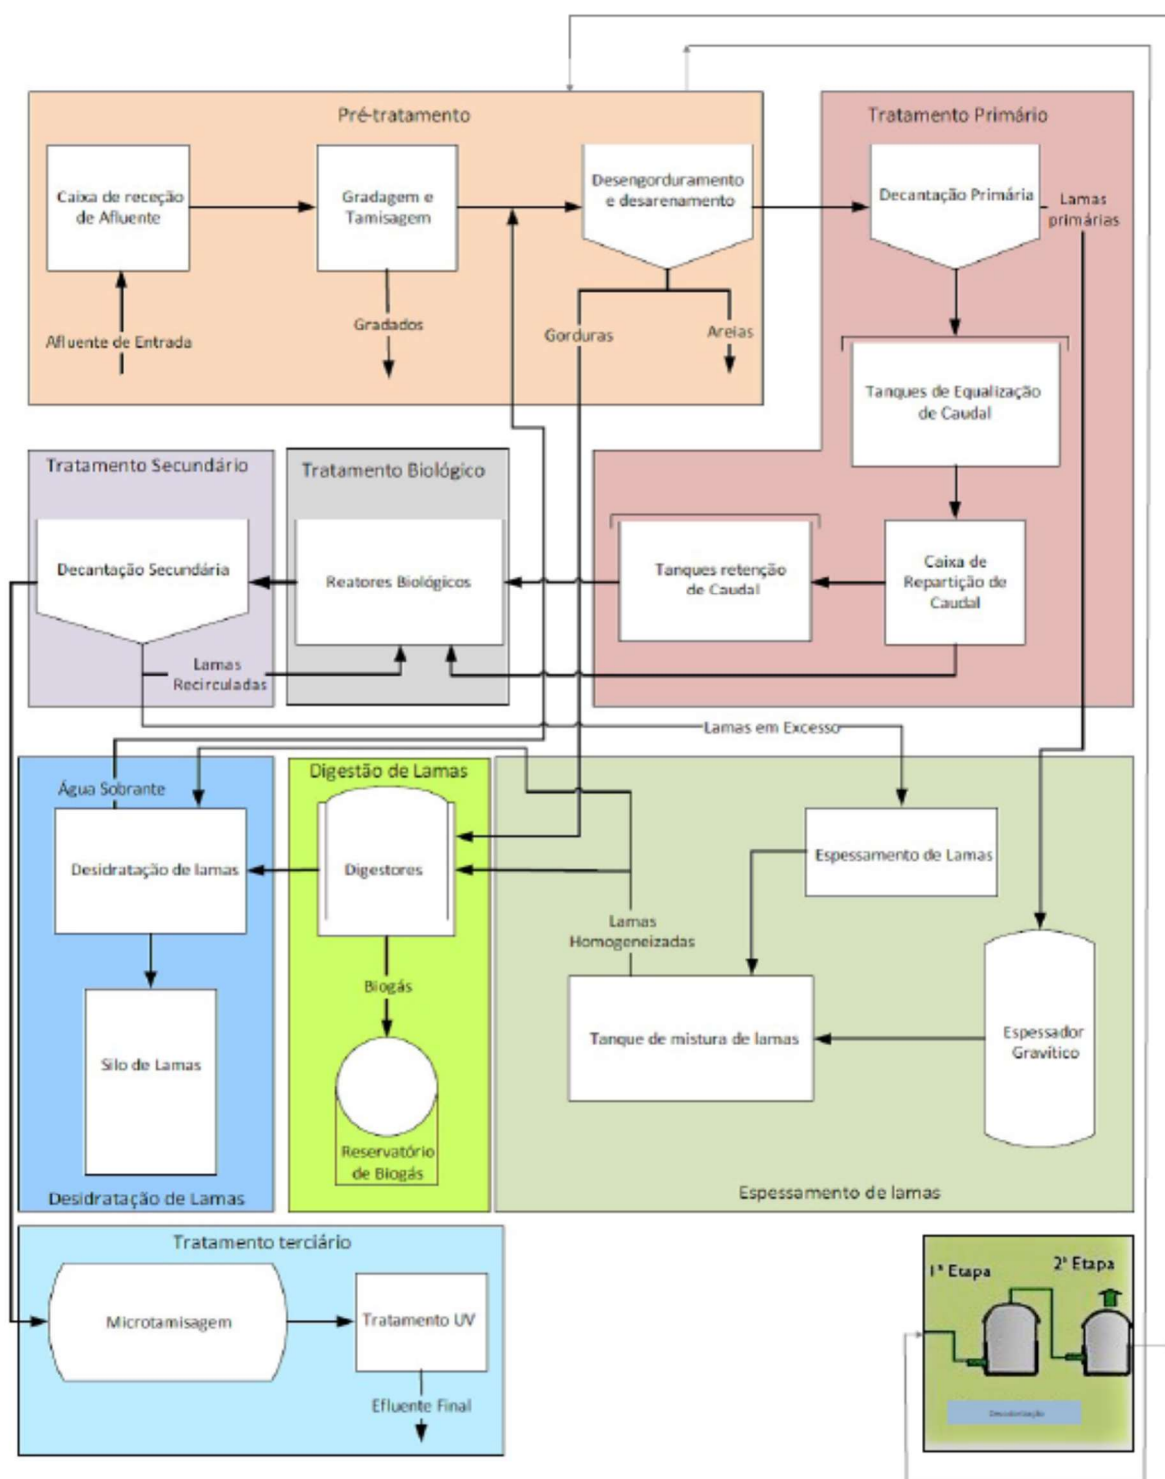 Pré-tratamento
Caixa de receção
de Afluente
Afluente de Entrada
Gradagem e
Tamisagem
Gradados
Desengorduramento
e desarenamento
Gorduras
Areias
Tratamento Primário
Decantação Primária
Lamas
primárias
Tanques de Equalização
de Caudal
Caixa de
Repartição de
Caudal
Tanques retenção
de Caudal
Tratamento Biológico
Reatores Biológicos
Tratamento Secundário
Decantação Secundária
Lamas
Recirculadas
Lamas em Excesso
Água Sobrante
Desidratação de lamas
Silo de Lamas
Desidratação de Lamas
Digestão de Lamas
Digestores
Biogás
Reservatório
de Biogás
Espessamento de Lamas
Lamas
Homogeneizadas
Tanque de mistura de lamas
Espessador
Gravítico
Espessamento de lamas
Tratamento terciário
Microtamisagem
Tratamento UV
Efluente Final
1ª Etapa
2ª Etapa
Desodorização